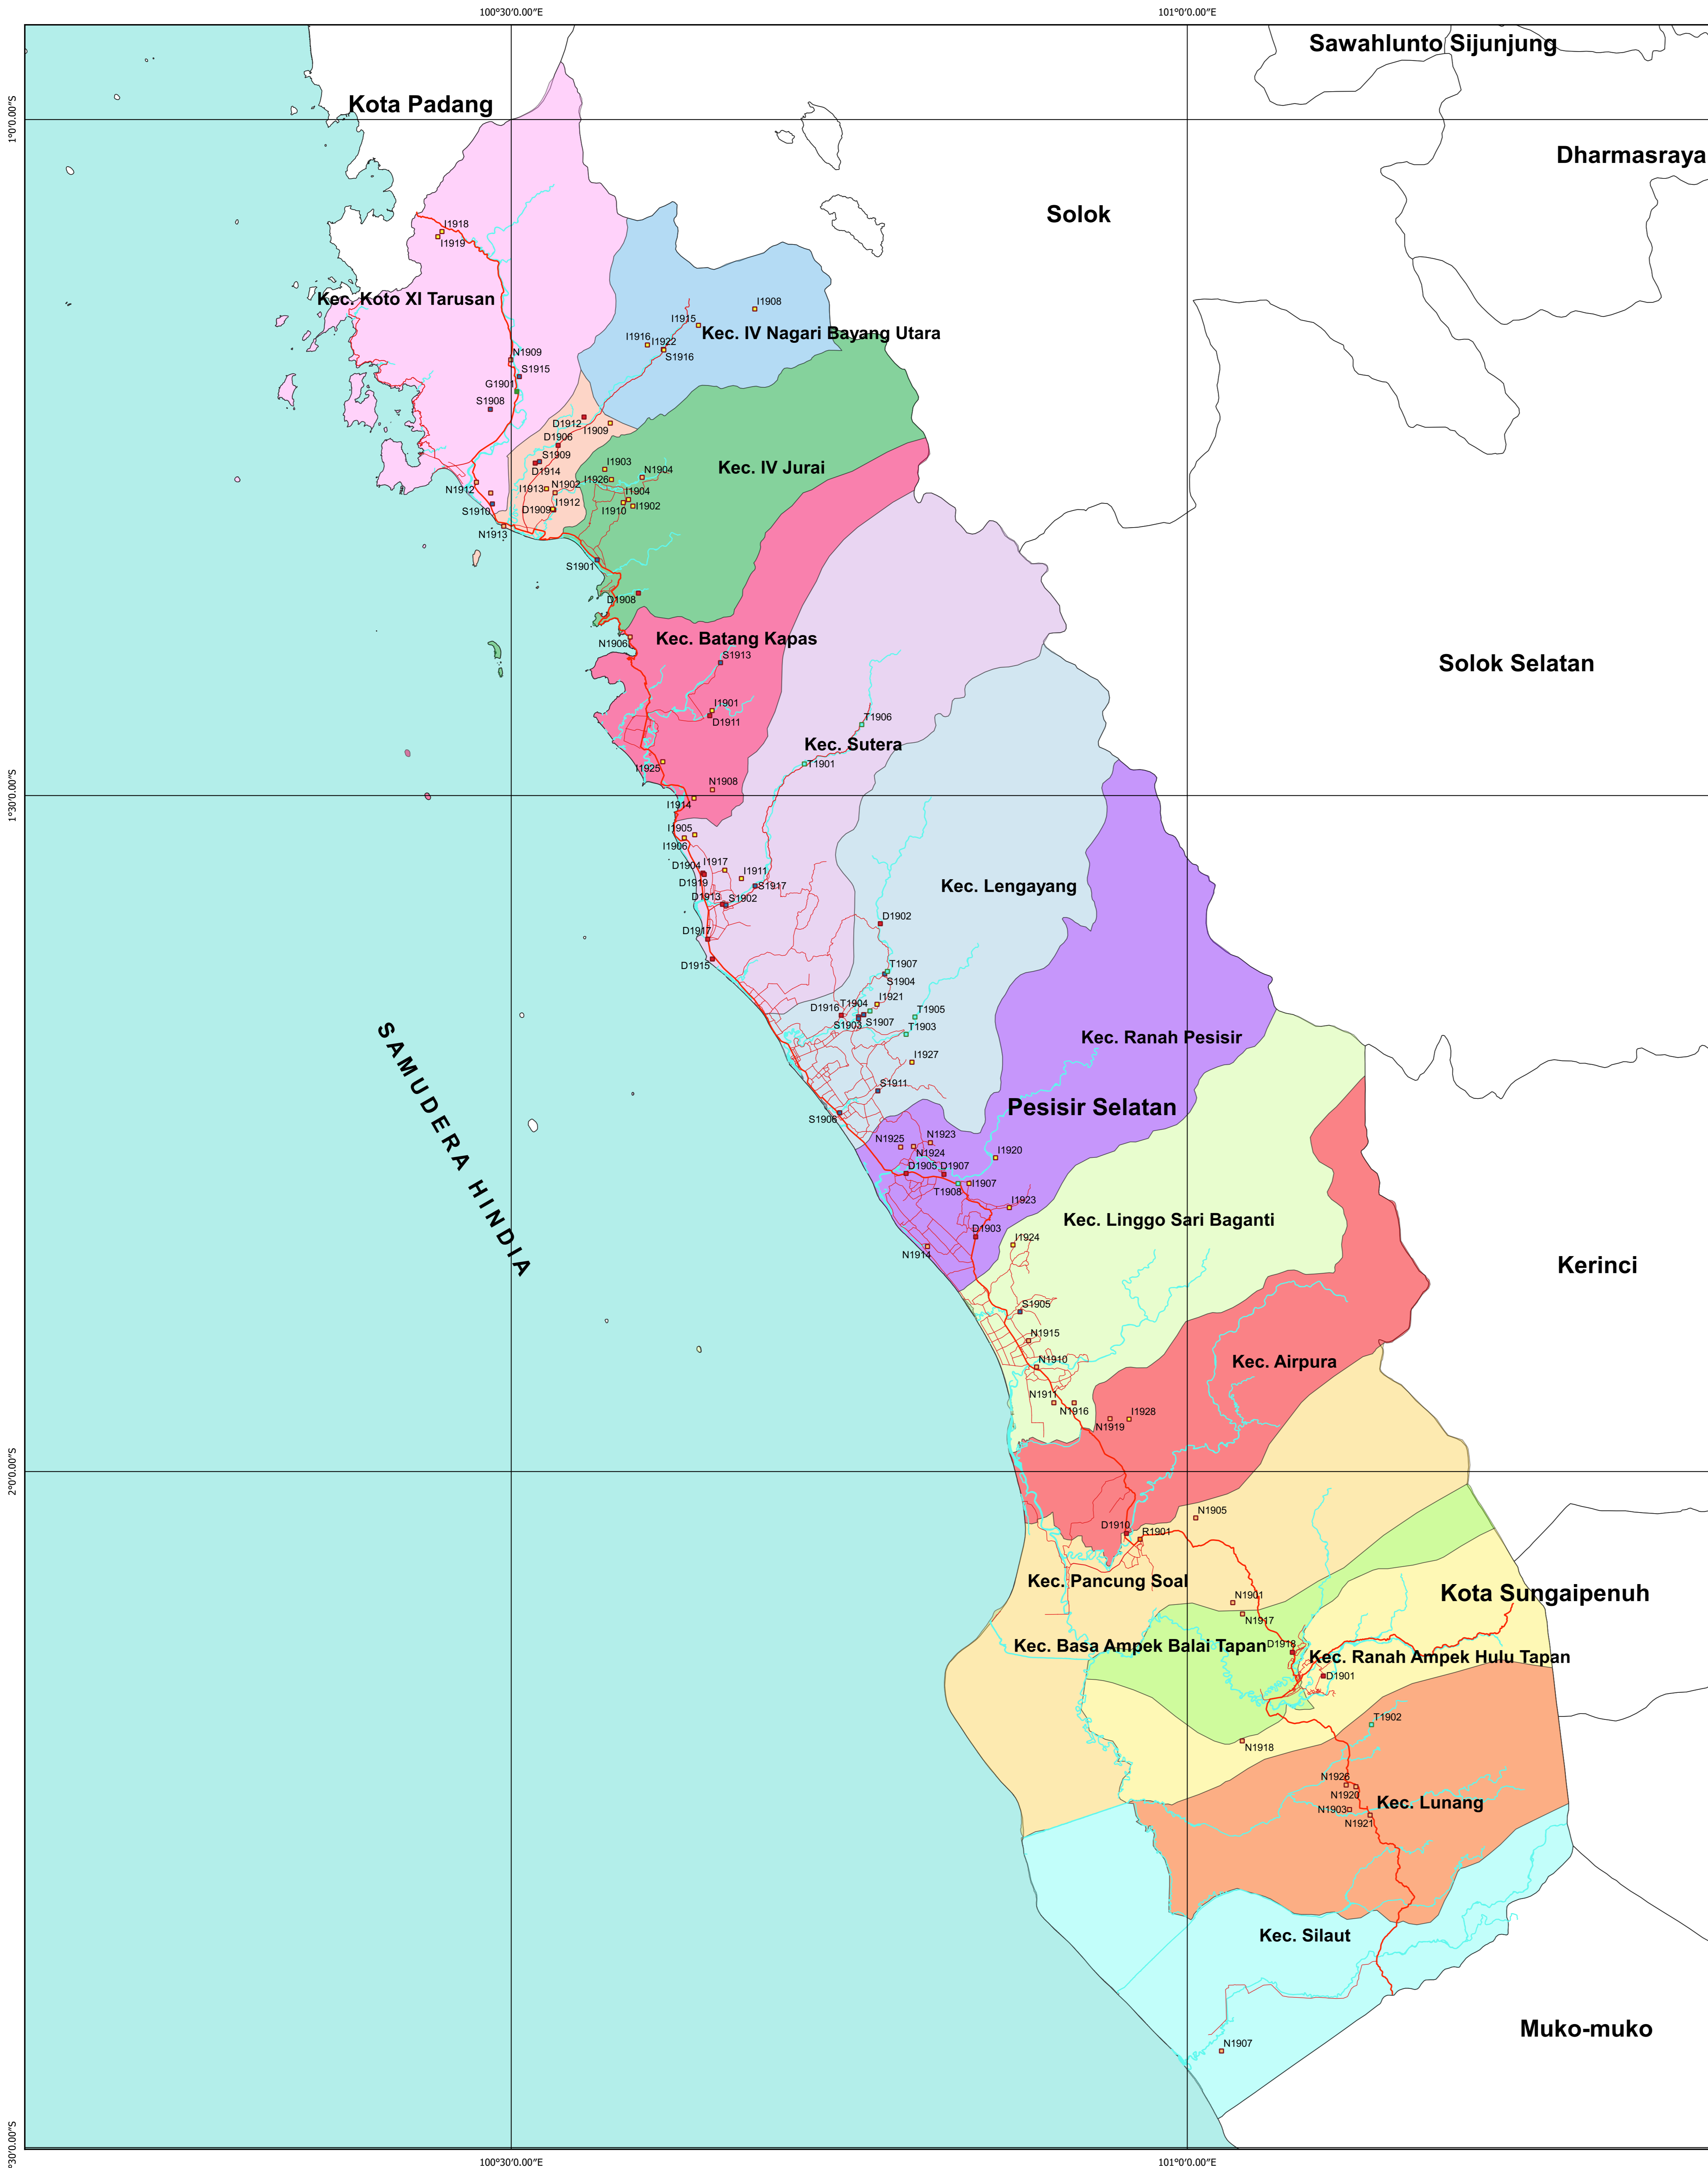 100°30'0.00"E
101°0'0.00"E
Sawahlunto Sijunjung
Kota Padang
1°0'0.00"S
Dharmasraya
Solok
I1918
I1919
Kec. Koto XI Tarusan
I1908
I1915
Kec. IV Nagari Bayang Utara
I1916
I1922
S1916
N1909
S1915
G1901
S1908
D1912
I1909
D1906
S1909
D1914
I1903
Kec. IV Jurai
N1904
I1926
N1912
I1913
N1902
I1904
I1912
S1910
D1909
I1910
I1902
N1913
S1901
D1908
N1906
Kec. Batang Kapas
S1913
Solok Selatan
I1901
D1911
T1906
Kec. Sutera
T1901
I1925
N1908
1°30'0.00"S
I1914
I1905
I1906
D1904
I1917
I1911
D1919
S1917
Kec. Lengayang
D1913
S1902
D1902
D1917
D1915
T1907
S1904
I1921
D1916
T1904
T1905
S1903
S1907
T1903
Kec. Ranah Pesisir
I1927
S1911
S1906
Pesisir Selatan
SAMUDERA HINDIA
N1925
N1923
N1924
I1920
D1905
D1907
T1908
I1907
I1923
Kec. Linggo Sari Baganti
D1903
I1924
N1914
Kerinci
S1905
N1915
N1910
Kec. Airpura
N1911
N1916
N1919
I1928
2°0'0.00"S
N1905
D1910
R1901
Kec. Pancung Soal
Kota Sungaipenuh
N1901
N1917
Kec. Basa Ampek Balai Tapan
D1918
Kec. Ranah Ampek Hulu Tapan
D1901
T1902
N1918
N1926
N1920
N1903
Kec. Lunang
N1921
Kec. Silaut
Muko-muko
N1907
°30'0.00"S
100°30'0.00"E
101°0'0.00"E